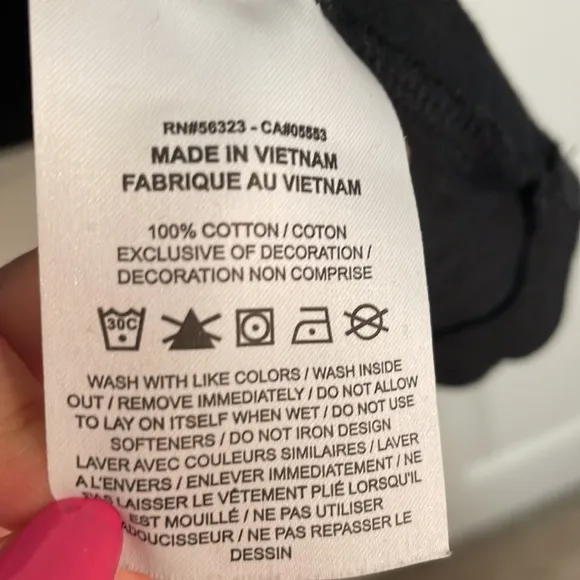 RN#56323 - CA#05553
MADE IN VIETNAM
FABRIQUE AU VIETNAM
100% COTTON / COTON
EXCLUSIVE OF DECORATION /
DECORATION NON COMPRISE
30C
WASH WITH LIKE COLORS / WASH INSIDE
OUT / REMOVE IMMEDIATELY / DO NOT ALLOW
TO LAY ON ITSELF WHEN WET / DO NOT USE
SOFTENERS / DO NOT IRON DESIGN
LAVER AVEC COULEURS SIMILAIRES / LAVER
A L'ENVERS / ENLEVER IMMEDIATEMENT / NE
LAISSER LE VÊTEMENT PLIÉ LORSQU'IL
EST MOUILLÉ / NE PAS UTILISER
ADOUCISSEUR / NE PAS REPASSER LE
DESSIN